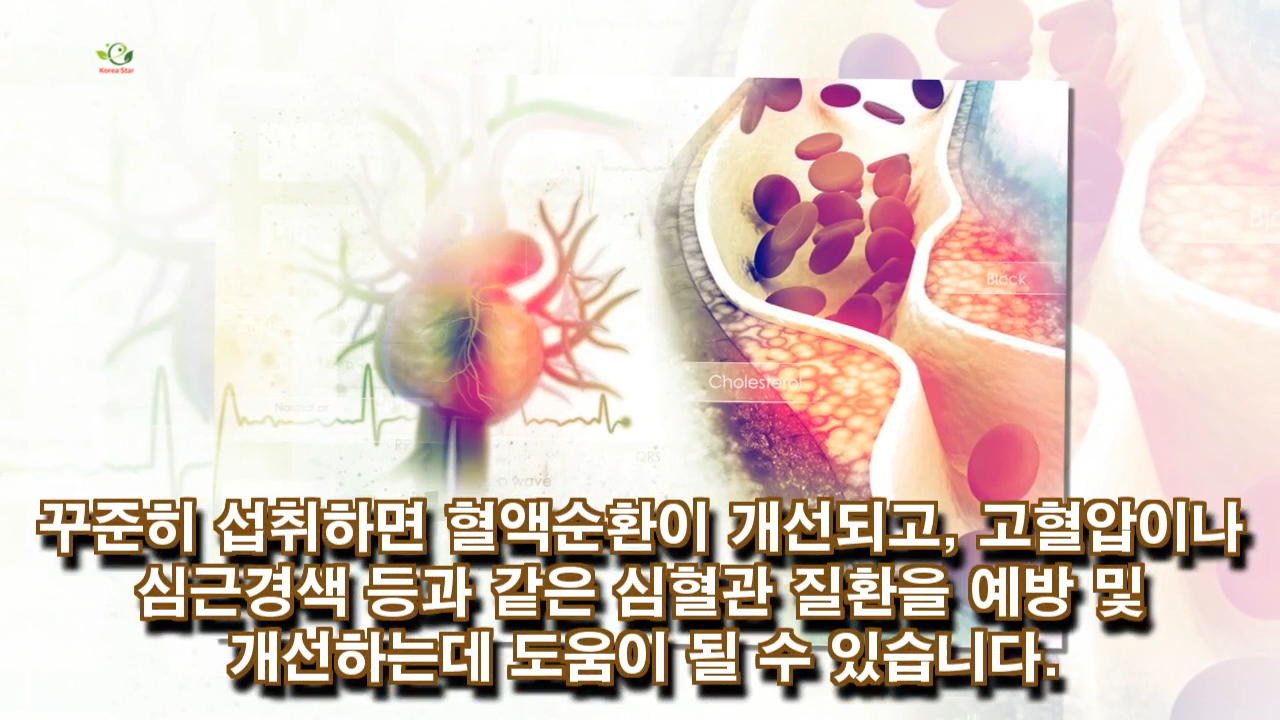 Korea Star
Block
Cholesterol
QRS
꾸준히 섭취하면 혈액순환이 개선되고, 고혈압이나
심근경색 등과 같은 심혈관 질환을 예방 및
개선하는데 도움이 될 수 있습니다.